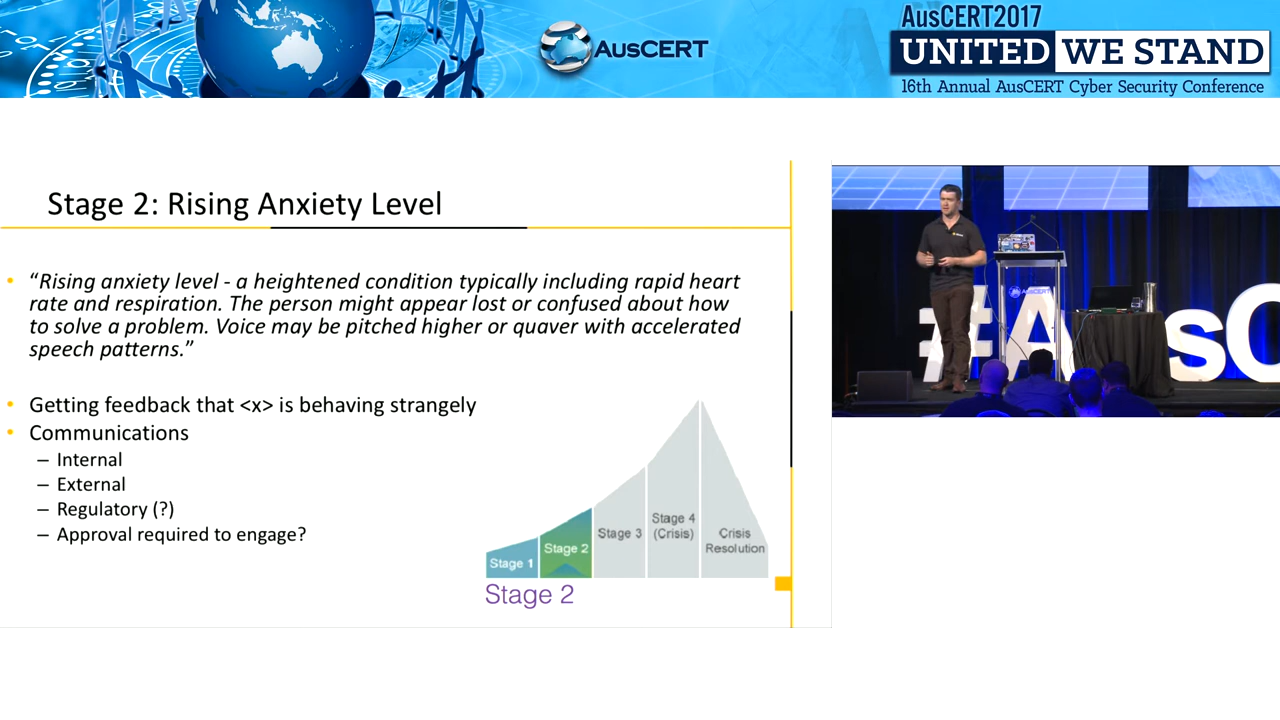 AusCERT
AusCERT2017
UNITED WE STAND
16th Annual AusCERT Cyber Security Conference
Stage 2: Rising Anxiety Level
• “Rising anxiety level - a heightened condition typically including rapid heart
rate and respiration. The person might appear lost or confused about how
to solve a problem. Voice may be pitched higher or quaver with accelerated
speech patterns.”
• Getting feedback that <x> is behaving strangely
• Communications
– Internal
– External
– Regulatory (?)
– Approval required to engage?
Stage 1
Stage 2
Stage 3
Stage 4
(Crisis)
Crisis
Resolution
Stage 2
AusCERT
#AusC